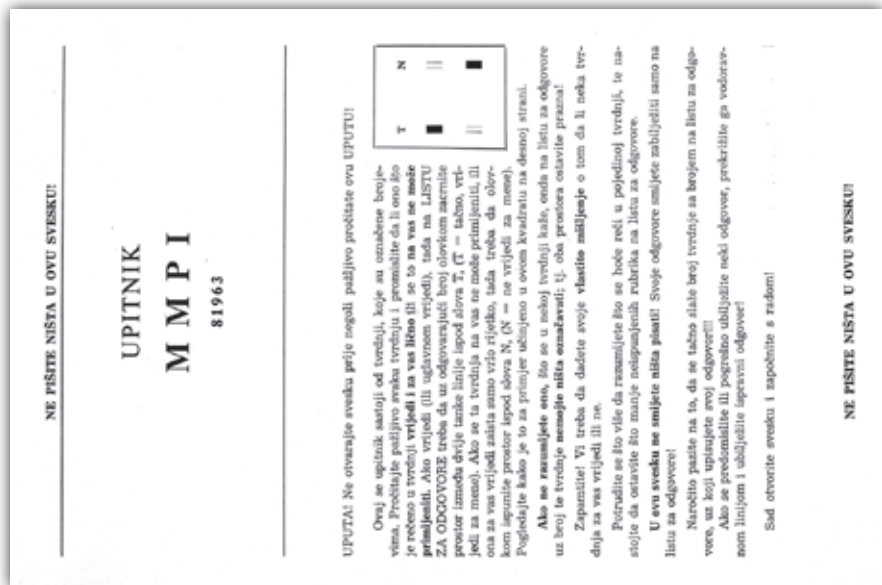 NE PIŠITE NIŠTA U OVU SVESKU!
UPITNIK
MMPI
81963
UPUTA! Ne otvarajte svesku prije negoli pažljivo pročitate ovu UPUTU!
Ovaj se upitnik sastoji od tvrdnji, koje su označene broje-
vima. Pročitajte pažljivo svaku tvrdnju i promislite da li ono što
je rečeno u tvrdnji vrijedi i za vas lično ili se to na vas ne može
primijeniti. Ako vrijedi (ili uglavnom vrijedi), tada na LISTU
ZA ODGOVORE treba da uz odgovarajući broj olovkom zacrnite
prostor između dvije tanke linije ispod slova T, (T — tačno, vri-
jedi za mene). Ako se ta tvrdnja na vas ne može primijeniti, ili
ona za vas vrijedi zaista samo vrlo rijetko, tada treba da olov-
kom ispunite prostor ispod slova N, (N — ne vrijedi za mene).
Pogledajte kako je to za primjer učinjeno u ovom kvadratu na desnoj strani.
T N
Ako ne razumijete ono, što se u nekoj tvrdnji kaže, onda na listu za odgovore
uz broj te tvrdnje nemojte ništa označavati; tj. oba prostora ostavite prazna!
Zapamtite! Vi treba da dadete svoje vlastito mišljenje o tom da li neka tvr-
dnja za vas vrijedi ili ne.
Potrudite se što više da razumijete što se hoće reći u pojedinoj tvrdnji, te na-
stojte da ostavite što manje neispunjenih rubrika na listu za odgovore.
U ovu svesku ne smijete ništa pisati! Svoje odgovore smijete zabilježiti samo na
listu za odgovore!
Naročito pazite na to, da se tačno slaže broj tvrdnje sa brojem na listu za odgo-
vore, uz koji upisujete svoj odgovor!!!
Ako se predomislite ili pogrešno ubilježite neki odgovor, prekrižite ga vodorav-
nom linijom i ubilježite ispravni odgovor!
Sad otvorite svesku i započnite s radom!
NE PIŠITE NIŠTA U OVU SVESKU!